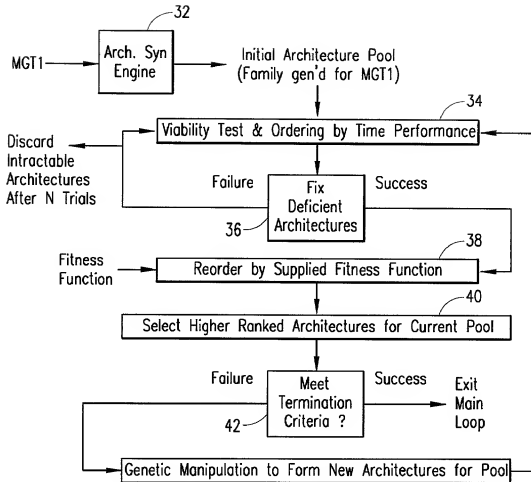 32
MGT1
Arch. Syn
Engine
Initial Architecture Pool
(Family gen'd for MGT1)
34
Viability Test & Ordering by Time Performance
Discard
Intractable
Architectures
After N Trials
Failure
Success
Fix
Deficient
Architectures
36
38
Fitness
Function
Reorder by Supplied Fitness Function
40
Select Higher Ranked Architectures for Current Pool
Failure
Success
Meet
Termination
Criteria ?
42
Exit
Main
Loop
Genetic Manipulation to Form New Architectures for Pool